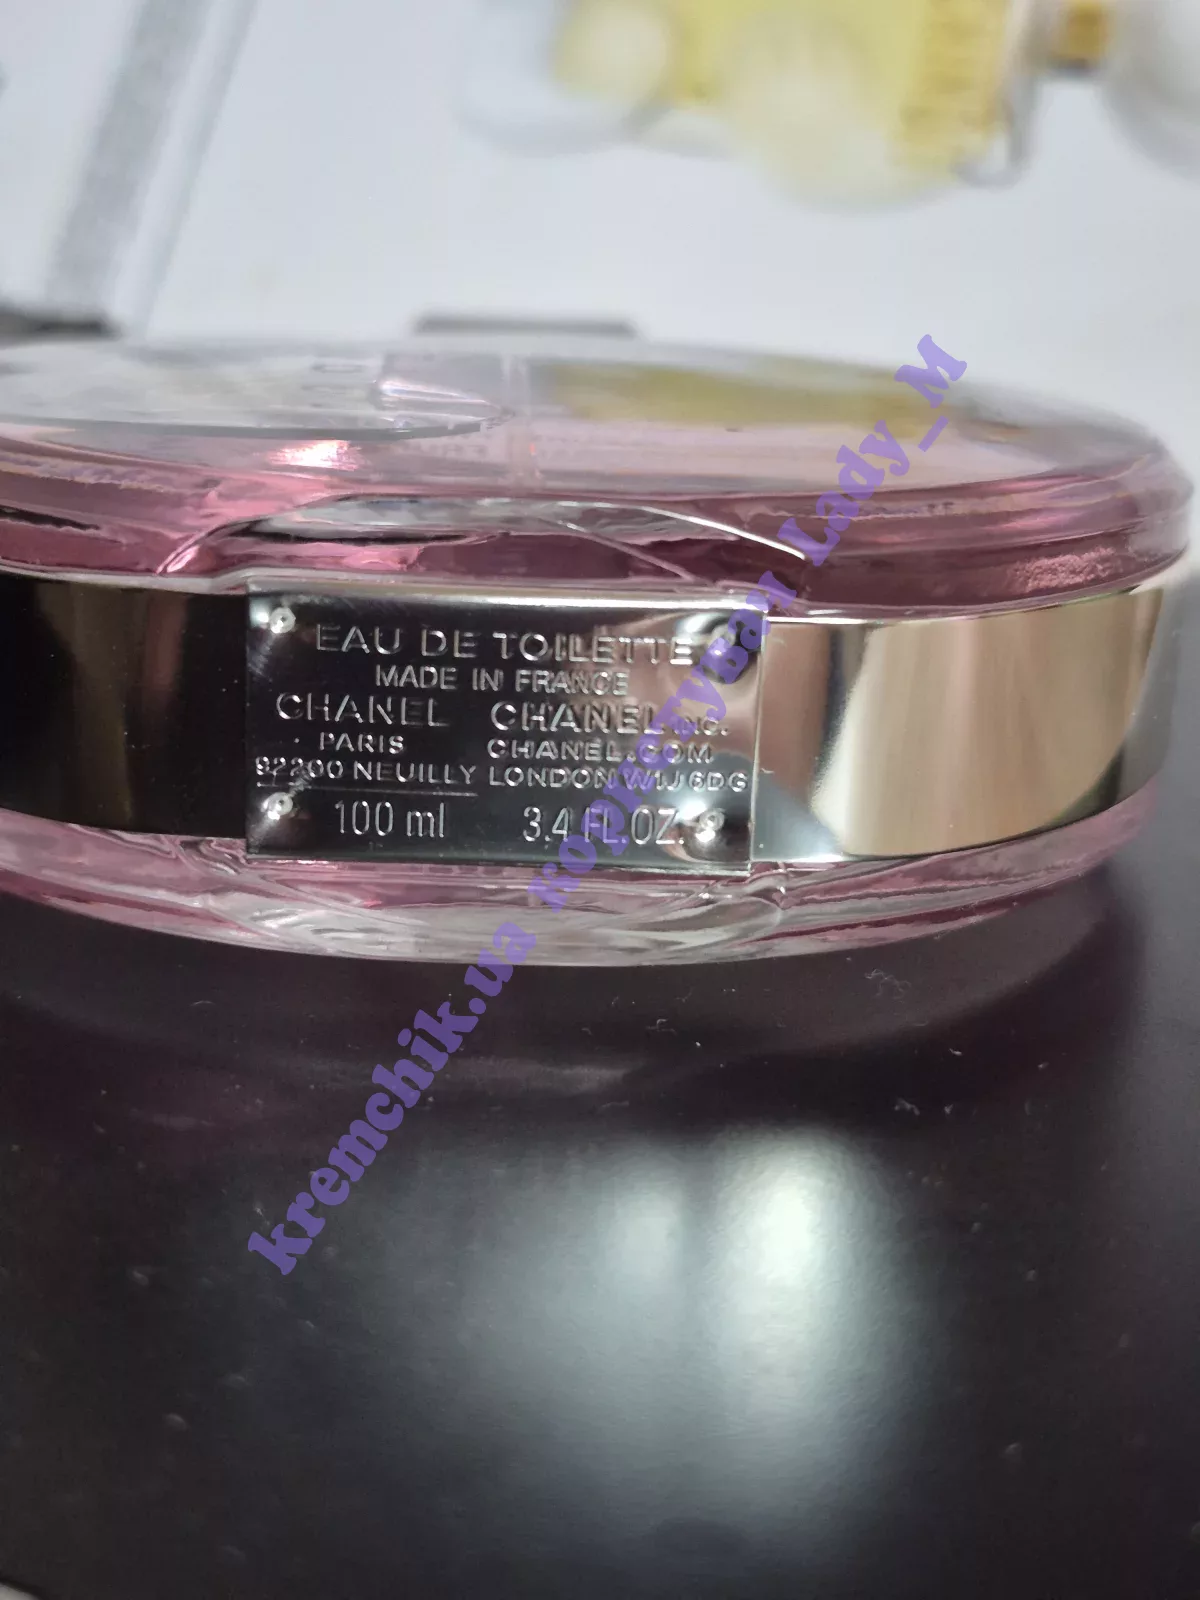 EAU DE TOILETTE
MADE IN FRANCE
CHANEL CHANEL INC.
PARIS CHANEL.COM
92200 NEUILLY LONDON W1J 6DG
100 ml 3.4 FL. OZ.
kremchik.ua користувач Lady_M